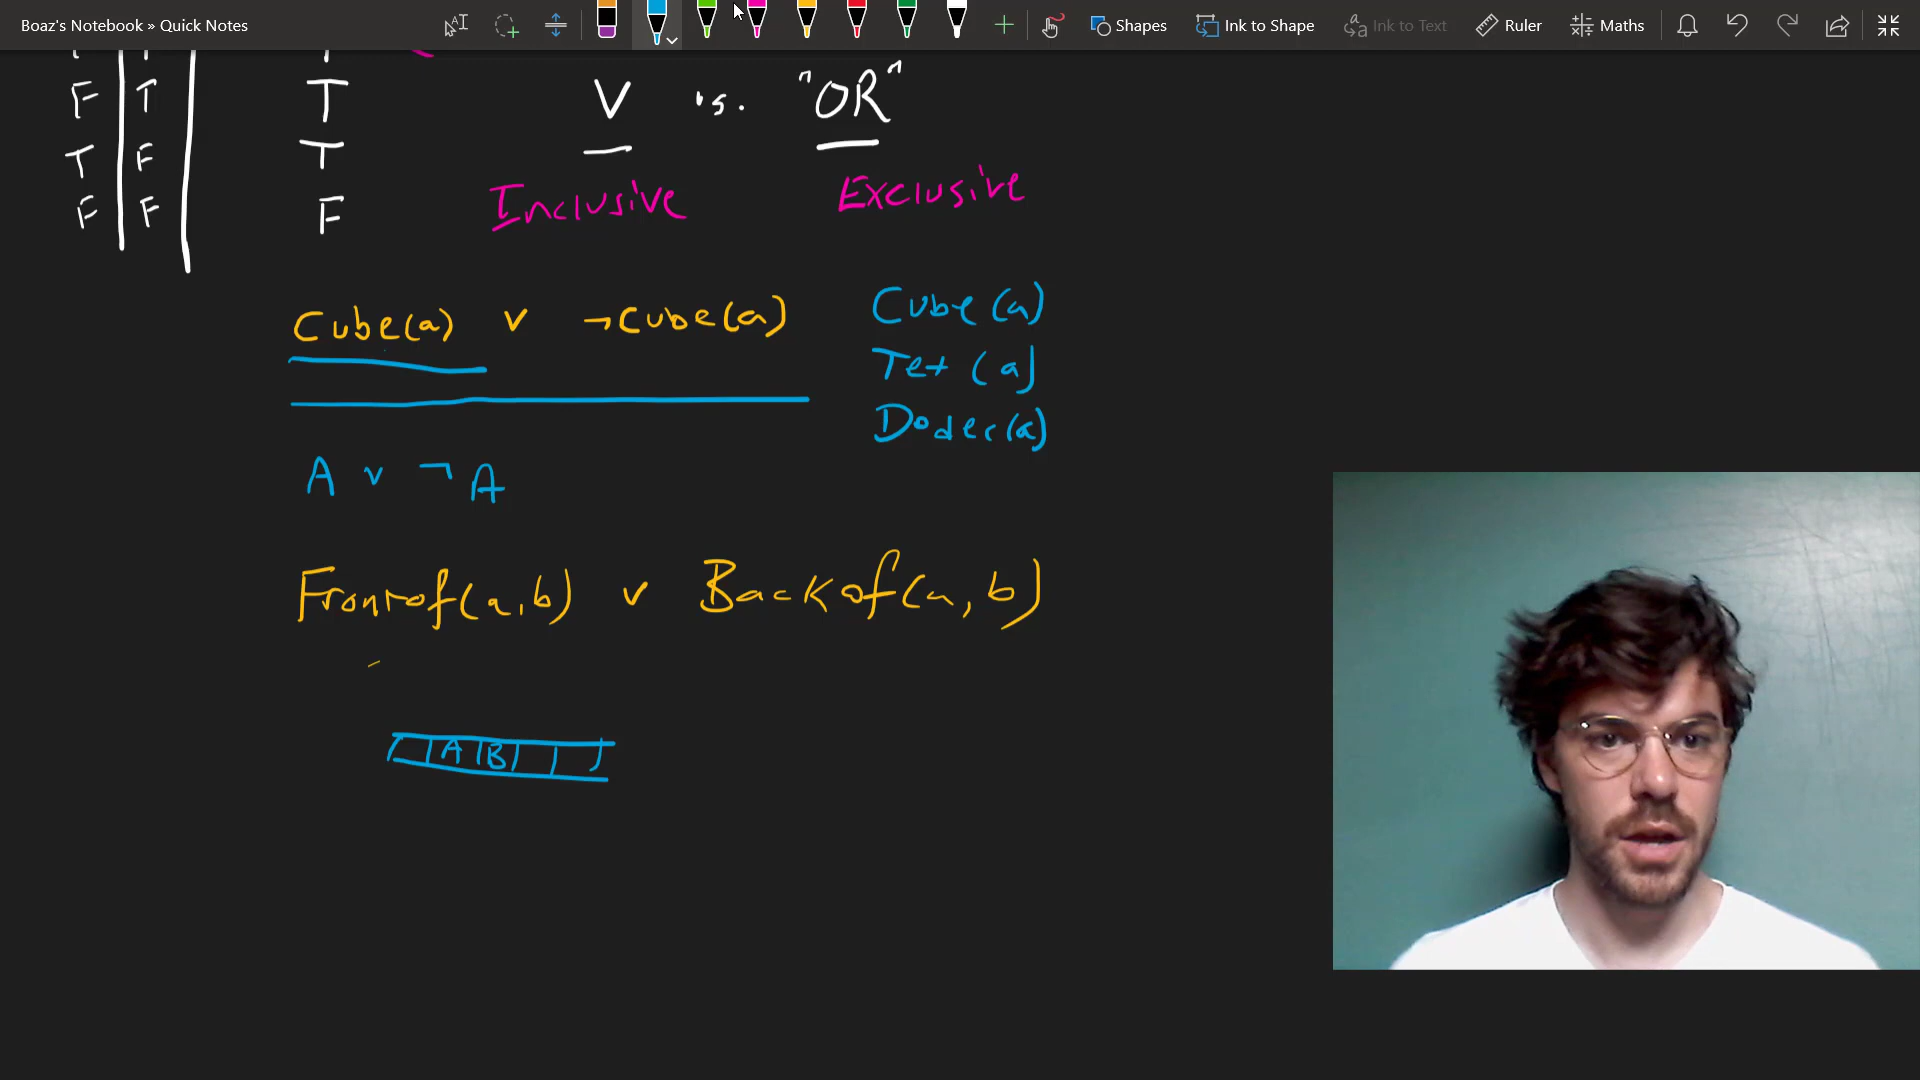 Boaz's Notebook » Quick Notes
Shapes
Ink to Shape
Ink to Text
Ruler
Maths
F T T
T F T
F F F
V vs. "OR"
Inclusive Exclusive
Cube(a) ∨ ¬Cube(a)
Cube(a)
Tet(a)
Dodec(a)
A ∨ ¬A
Frontof(a,b) ∨ Backof(a,b)
A B